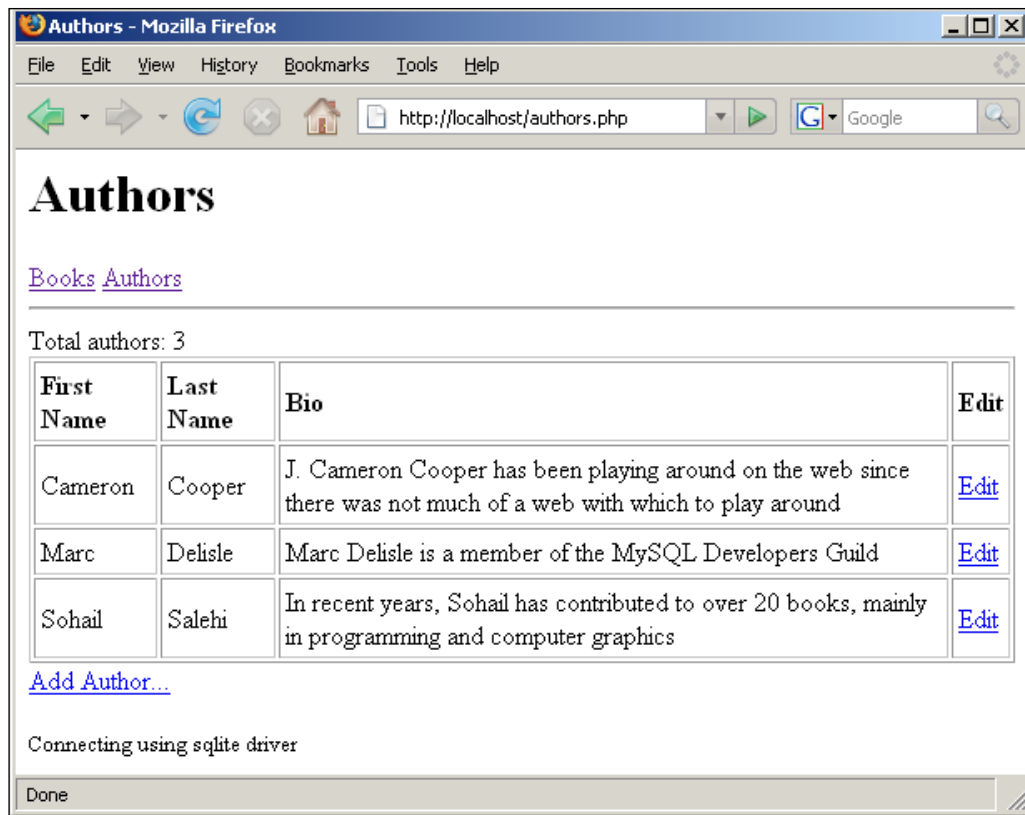 Authors - Mozilla Firefox
File Edit View History Bookmarks Tools Help
http://localhost/authors.php G Google
Authors
Books Authors
Total authors: 3
First Name Last Name Bio Edit
Cameron Cooper J. Cameron Cooper has been playing around on the web since
there was not much of a web with which to play around Edit
Marc Delisle Marc Delisle is a member of the MySQL Developers Guild Edit
Sohail Salehi In recent years, Sohail has contributed to over 20 books, mainly
in programming and computer graphics Edit
Add Author...
Connecting using sqlite driver
Done